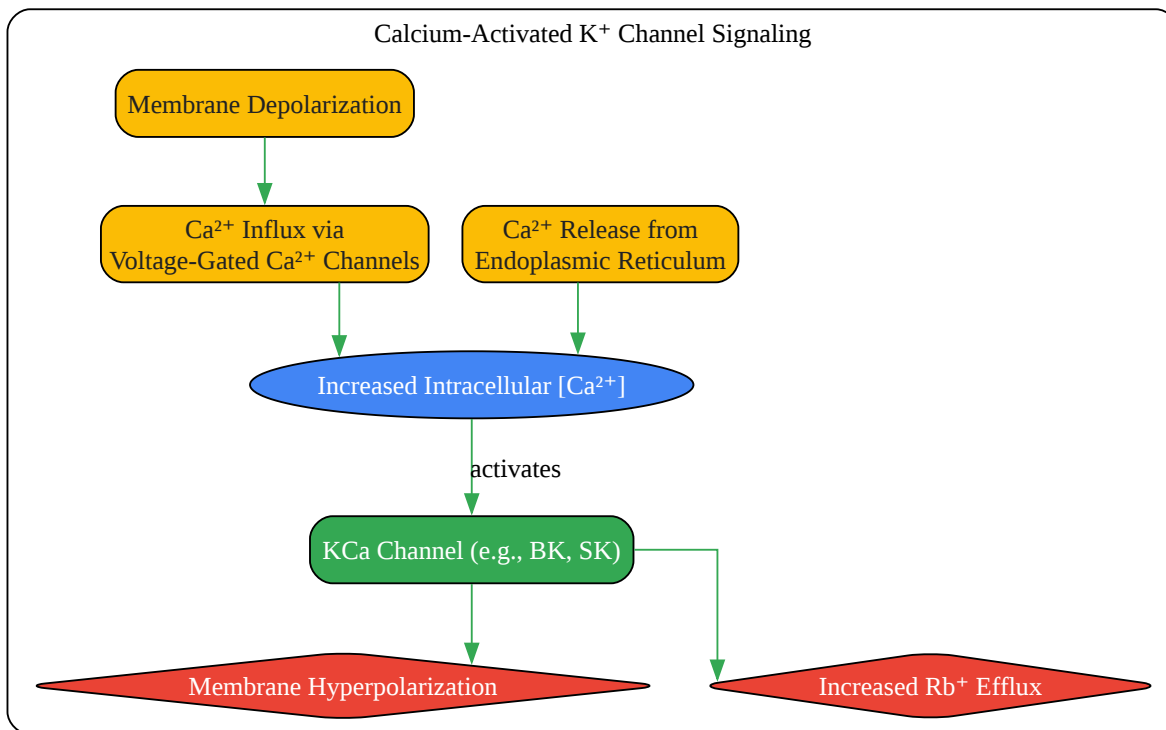 Calcium-Activated K⁺ Channel Signaling
Membrane Depolarization
Ca²⁺ Influx via
Voltage-Gated Ca²⁺ Channels
Ca²⁺ Release from
Endoplasmic Reticulum
Increased Intracellular [Ca²⁺]
activates
KCa Channel (e.g., BK, SK)
Membrane Hyperpolarization
Increased Rb⁺ Efflux